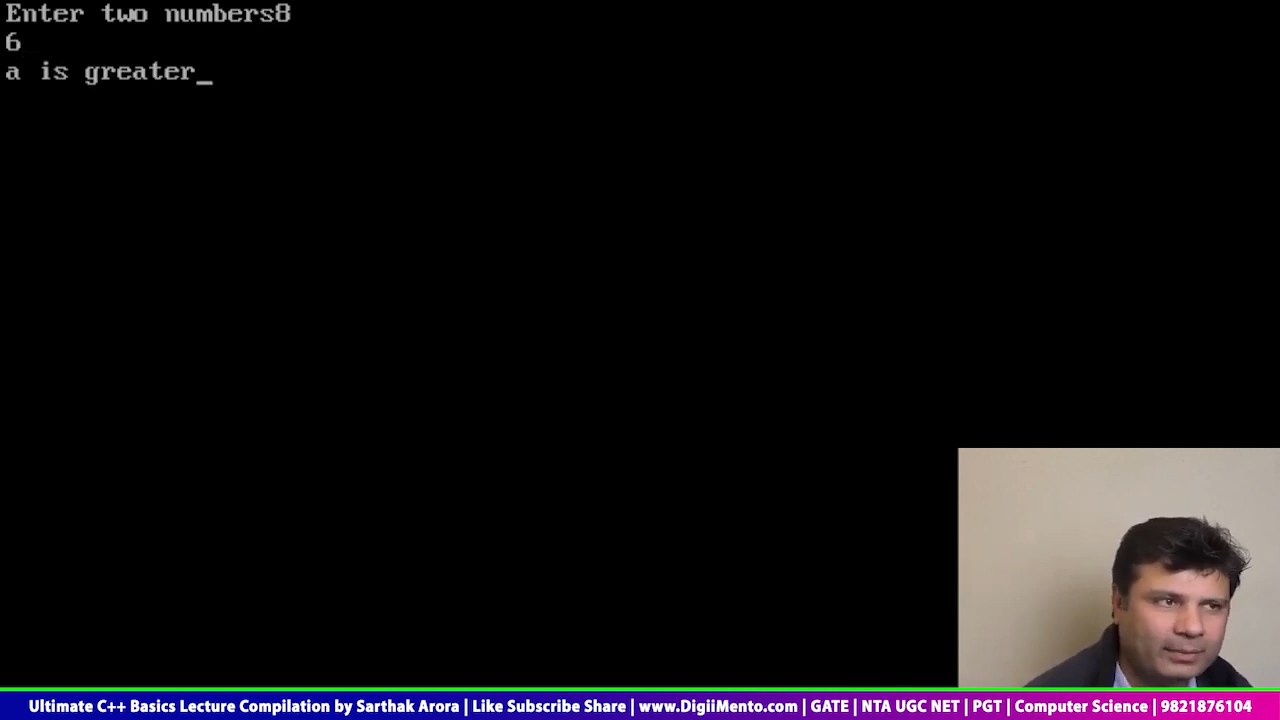 Enter two numbers8
6
a is greater_
Ultimate C++ Basics Lecture Compilation by Sarthak Arora | Like Subscribe Share | www.DigiiMento.com | GATE | NTA UGC NET | PGT | Computer Science | 9821876104